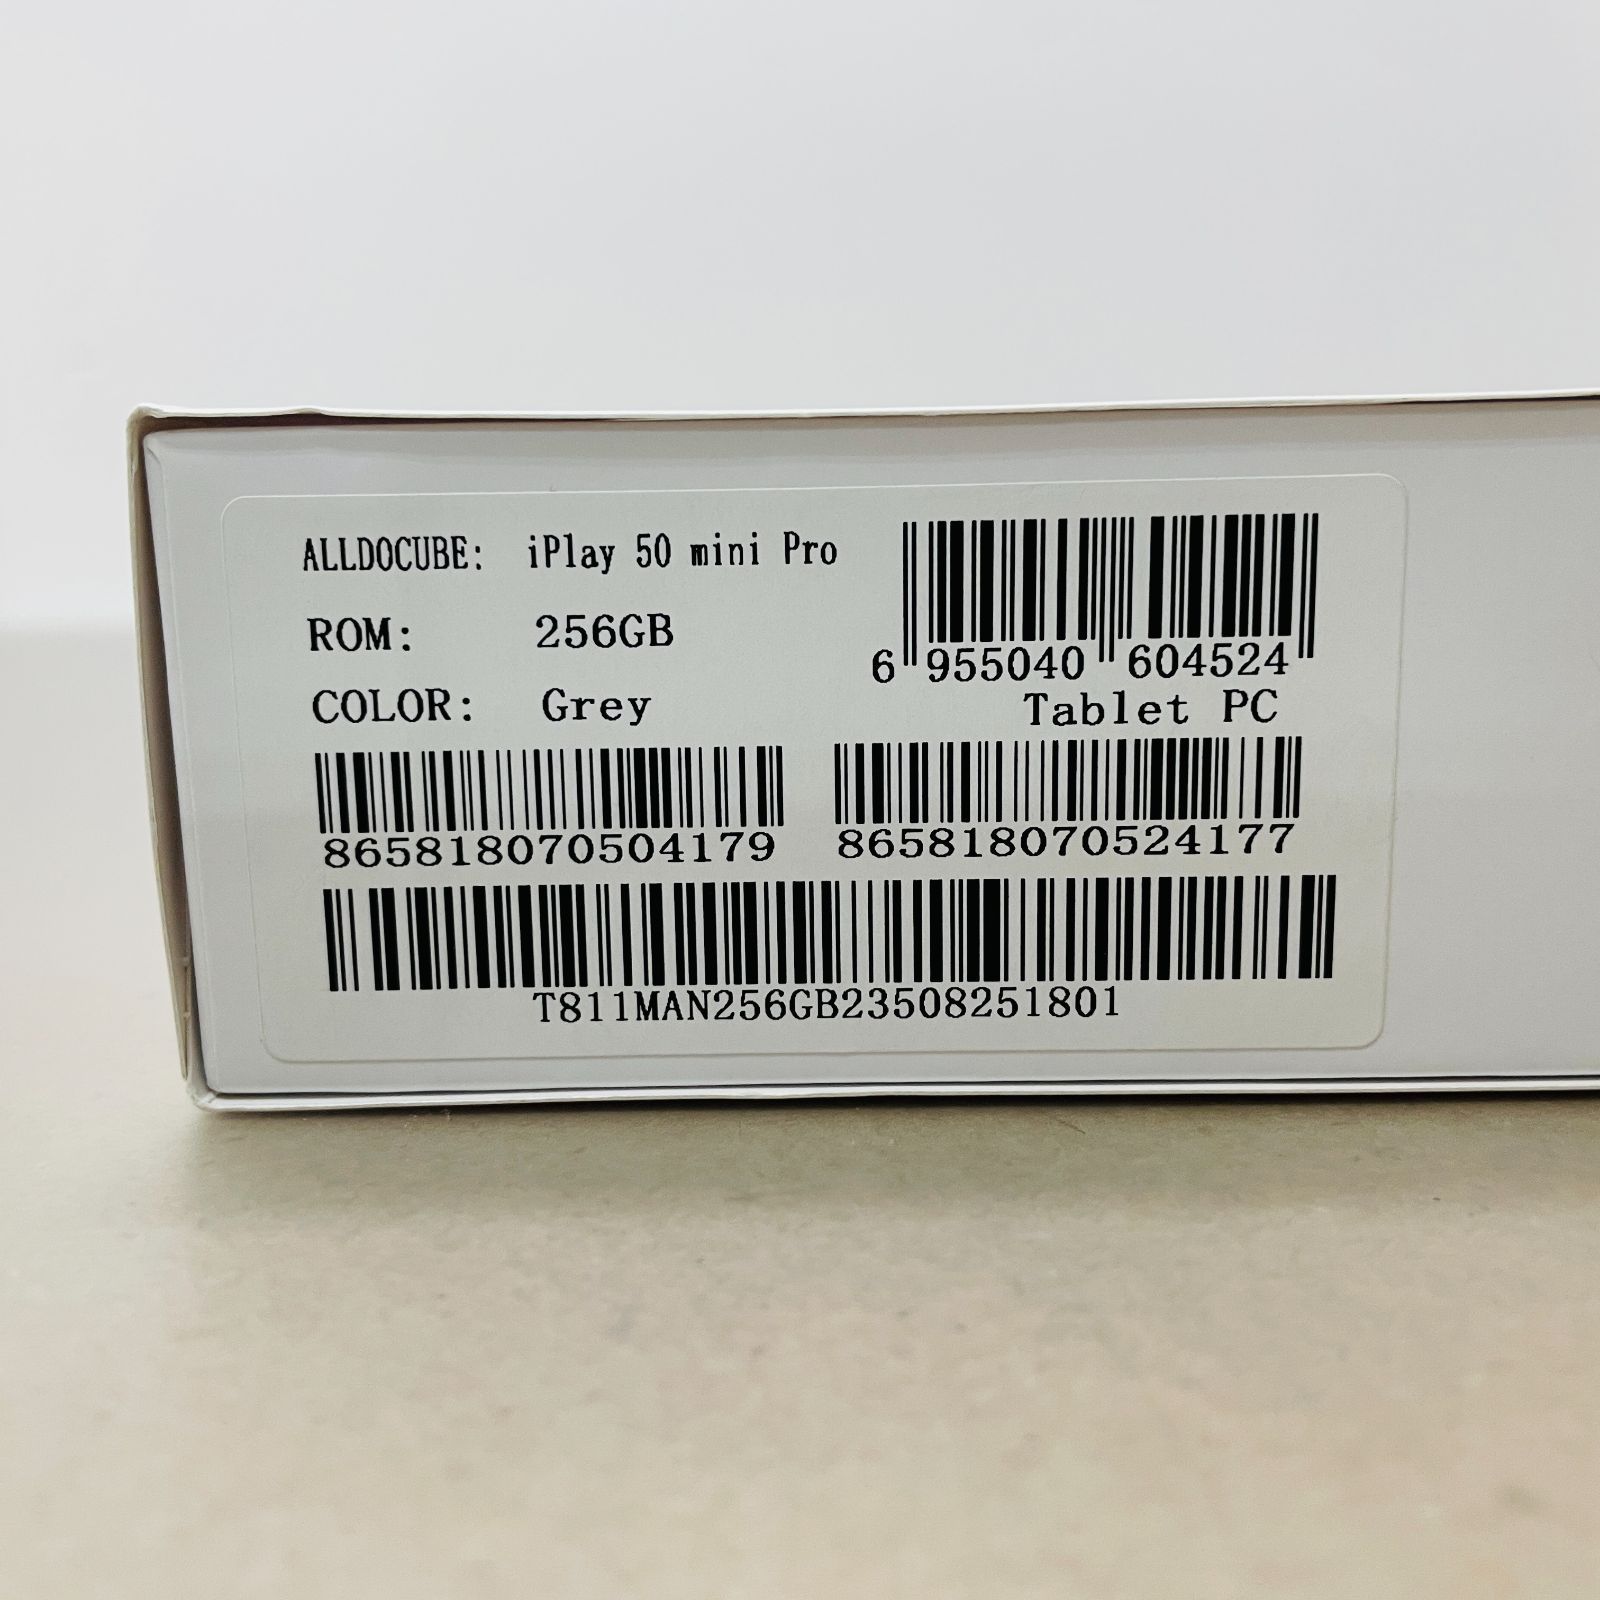 ALLDOCUBE: iPlay 50 mini Pro
ROM: 256GB
COLOR: Grey
6 955040 604524
Tablet PC
865818070504179
865818070524177
T811MAN256GB23508251801